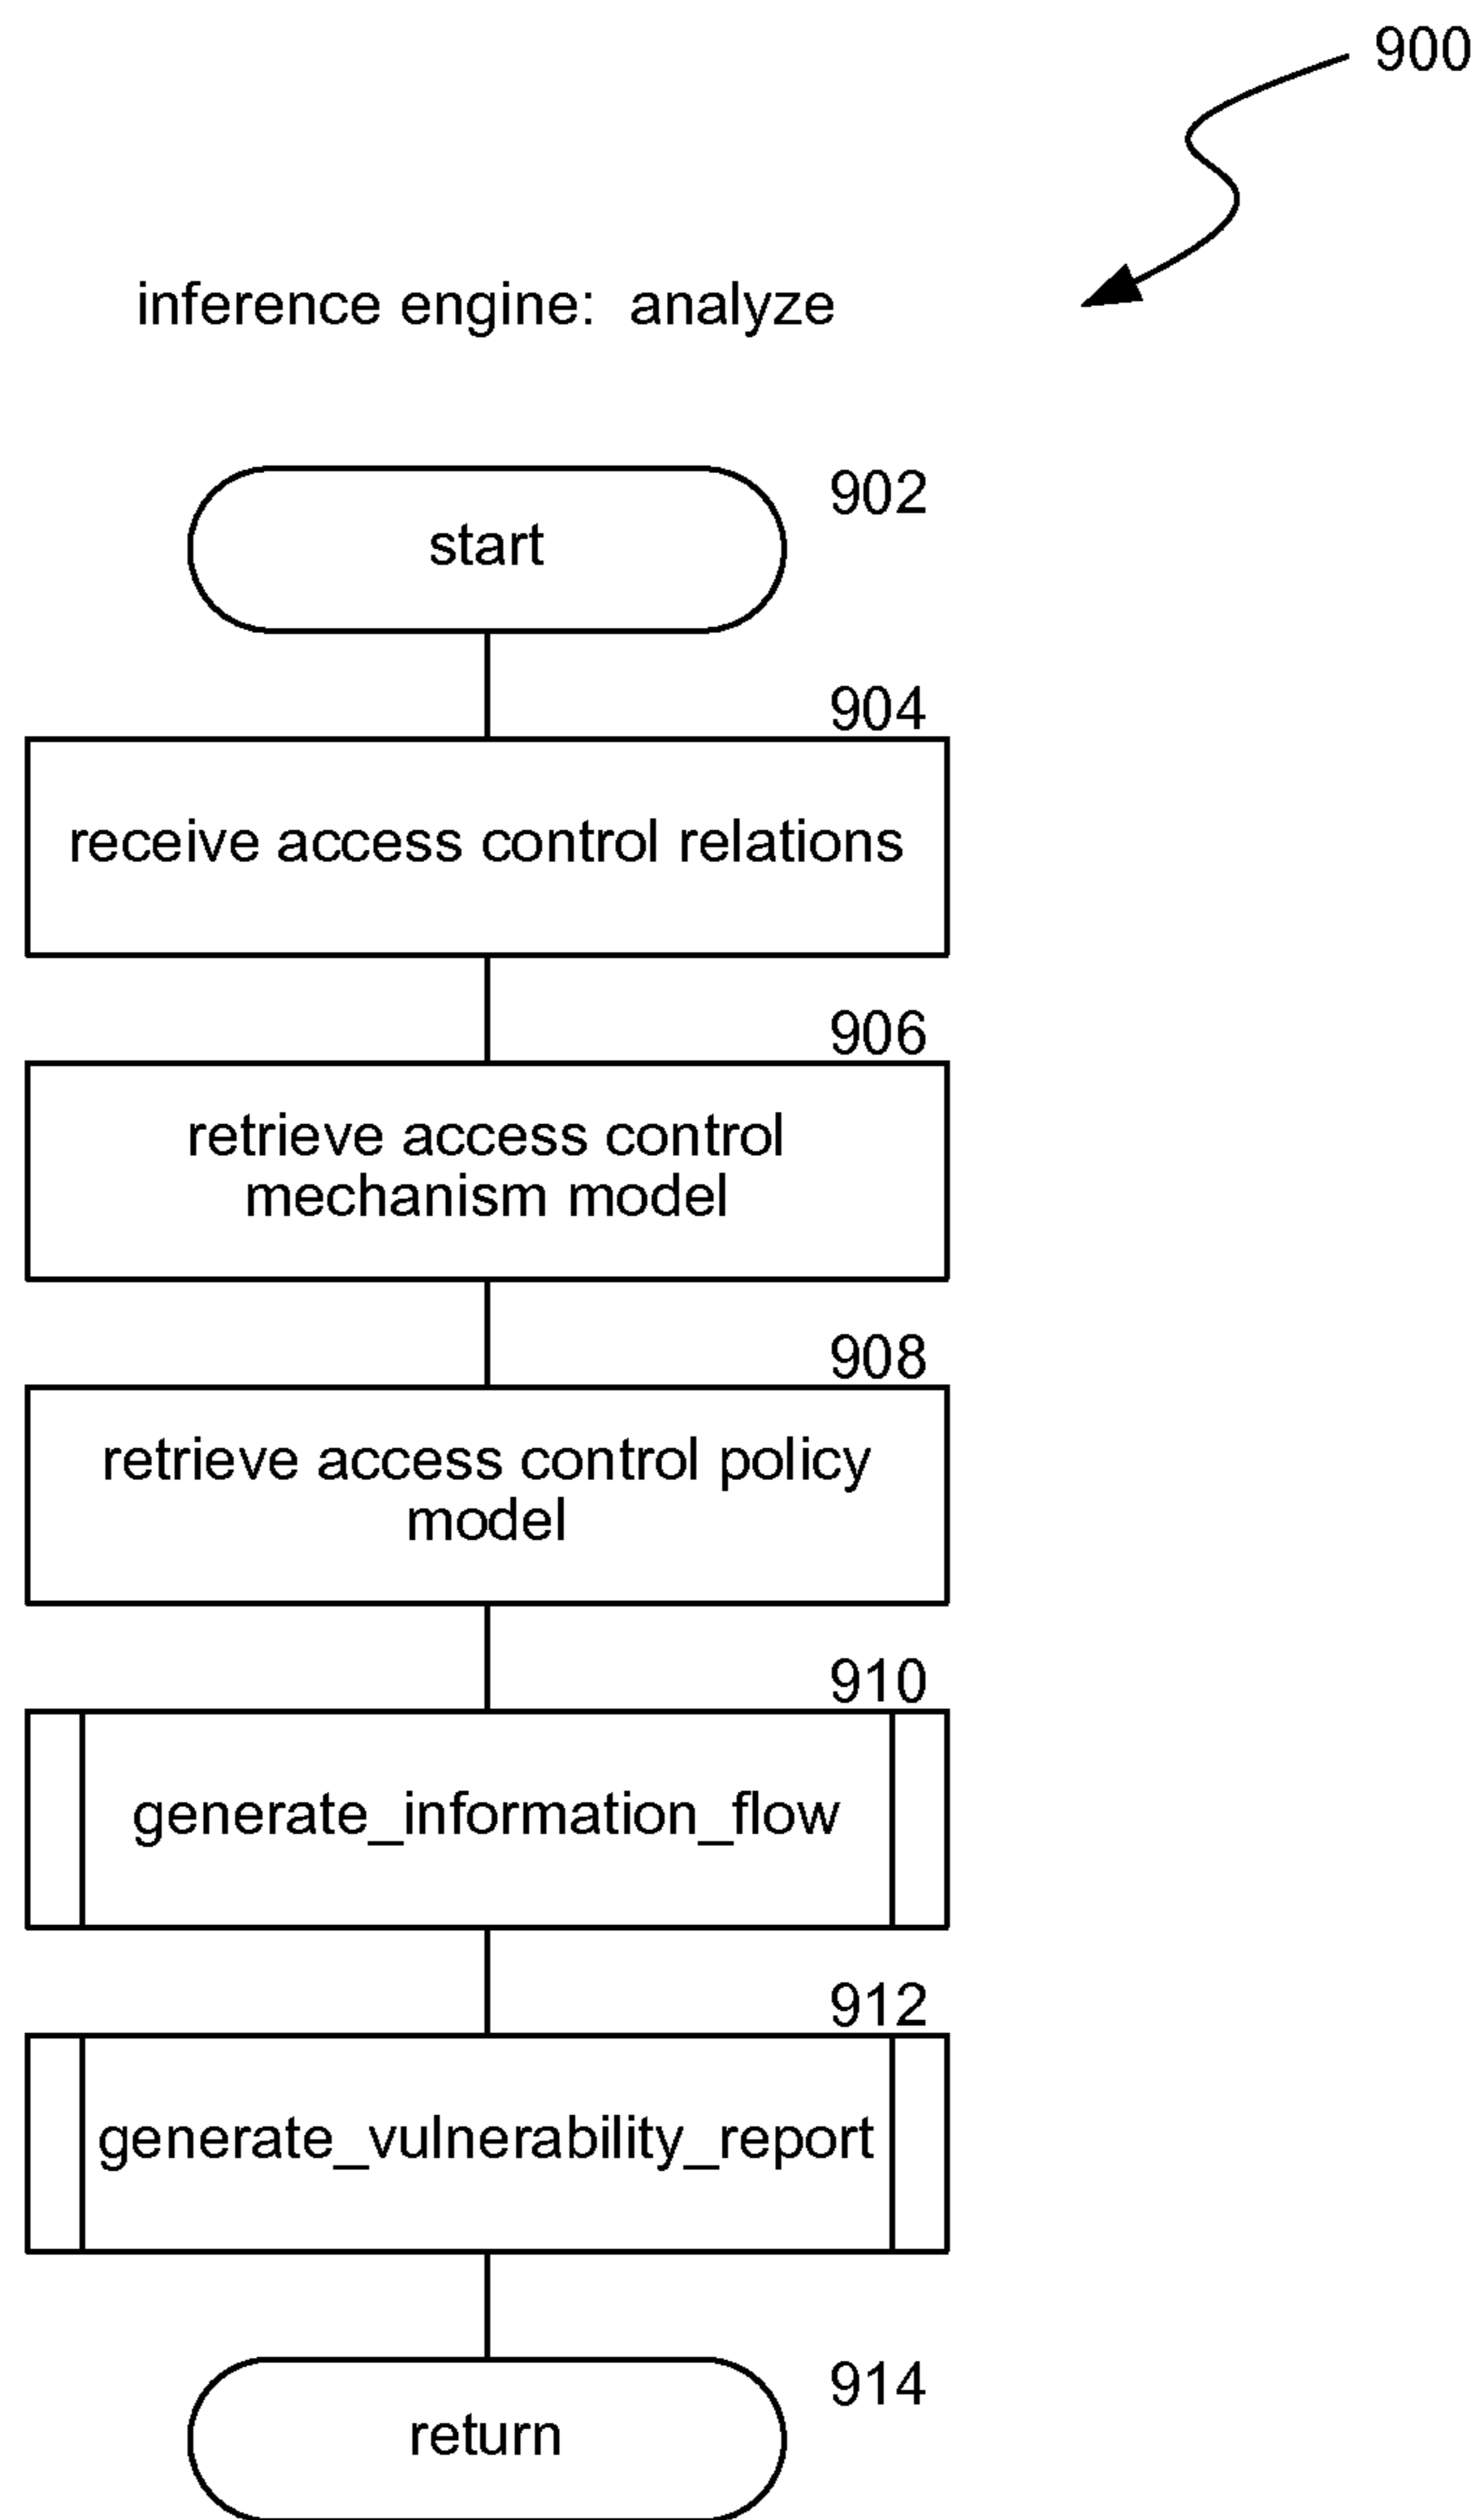 900
inference engine: analyze
902
start
904
receive access control relations
906
retrieve access control
mechanism model
908
retrieve access control policy
model
910
generate_information_flow
912
generate_vulnerability_report
914
return